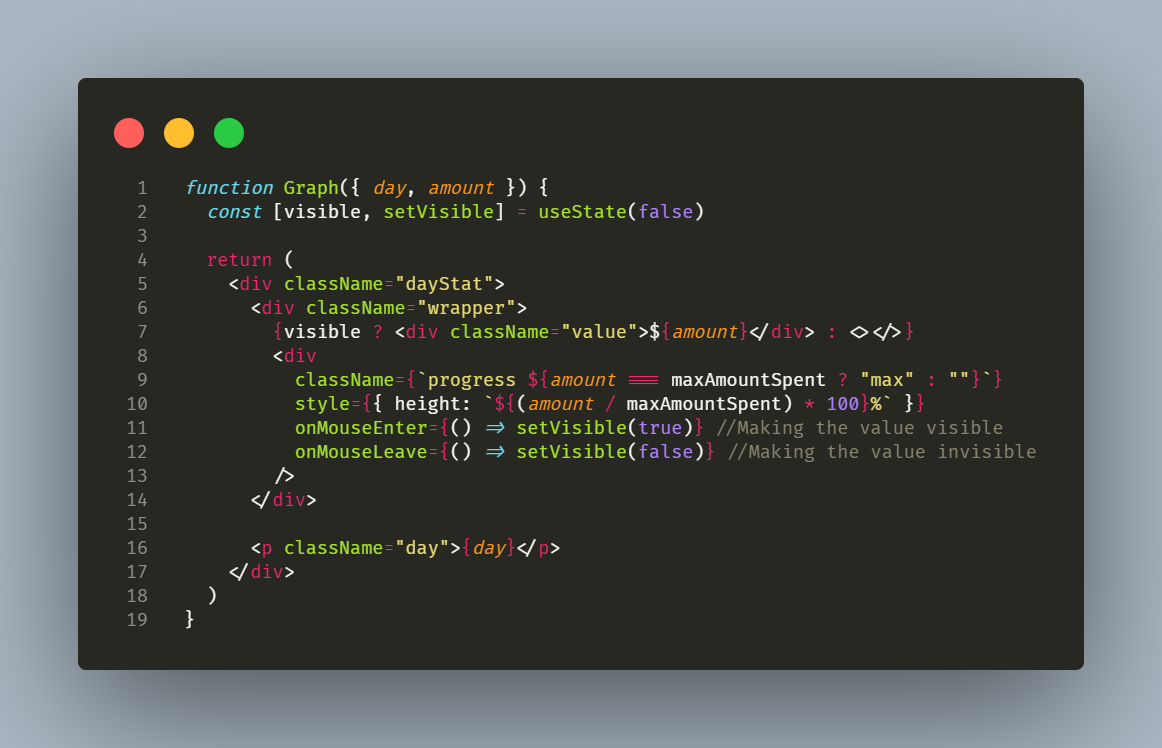 1 function Graph({ day, amount }) {
2   const [visible, setVisible] = useState(false)
3
4   return (
5     <div className="dayStat">
6       <div className="wrapper">
7         {visible ? <div className="value">${amount}</div> : <></>}
8         <div
9           className={`progress ${amount === maxAmountSpent ? "max" : ""}`}
10           style={{ height: `${(amount / maxAmountSpent) * 100}%` }}
11           onMouseEnter={() => setVisible(true)} //Making the value visible
12           onMouseLeave={() => setVisible(false)} //Making the value invisible
13         />
14       </div>
15
16       <p className="day">{day}</p>
17     </div>
18   )
19 }